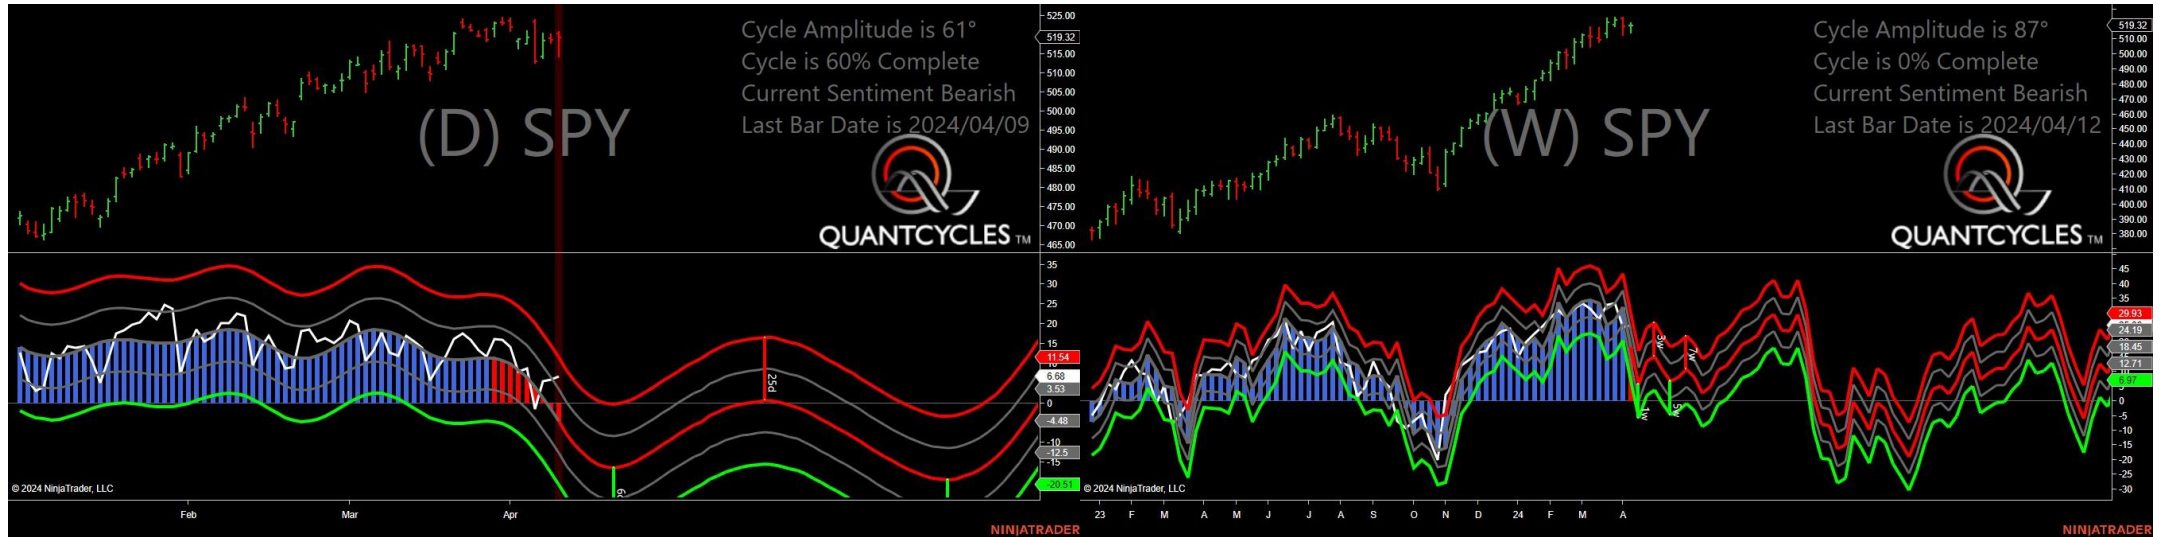 Cycle Amplitude is 61°
Cycle is 60% Complete
Current Sentiment Bearish
Last Bar Date is 2024/04/09
(D) SPY
QUANTCYCLES TM
525.00
519.32
515.00
510.00
505.00
500.00
495.00
490.00
485.00
480.00
475.00
470.00
465.00
35
30
25
20
15
11.54
10
6.68
3.53
0
-4.48
-10
-12.5
-15
-20.51
25d
© 2024 NinjaTrader, LLC
Feb Mar Apr
NINJATRADER
Cycle Amplitude is 87°
Cycle is 0% Complete
Current Sentiment Bearish
Last Bar Date is 2024/04/12
(W) SPY
QUANTCYCLES TM
519.32
510.00
500.00
490.00
480.00
470.00
460.00
450.00
440.00
430.00
420.00
410.00
400.00
390.00
380.00
45
40
35
29.93
24.19
18.45
12.71
6.97
0
-5
-10
-15
-20
-25
-30
3w
7w
1w
5w
© 2024 NinjaTrader, LLC
23 F M A M J J A S O N D 24 F M A
NINJATRADER